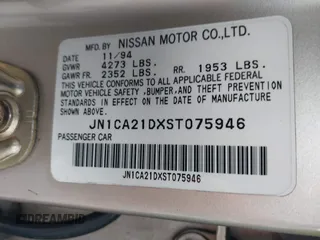 MFD. BY NISSAN MOTOR CO.,LTD.
DATE 11/94
GVWR 4273 LBS.
GAWR FR. 2352 LBS. RR. 1953 LBS.
THIS VEHICLE CONFORMS TO ALL APPLICABLE FEDERAL
MOTOR VEHICLE SAFETY, BUMPER, AND THEFT PREVENTION
STANDARDS IN EFFECT ON THE DATE OF MANUFACTURE
SHOWN ABOVE.
JN1CA21DXST075946
PASSENGER CAR
JN1CA21DXST075946
DREAMBID